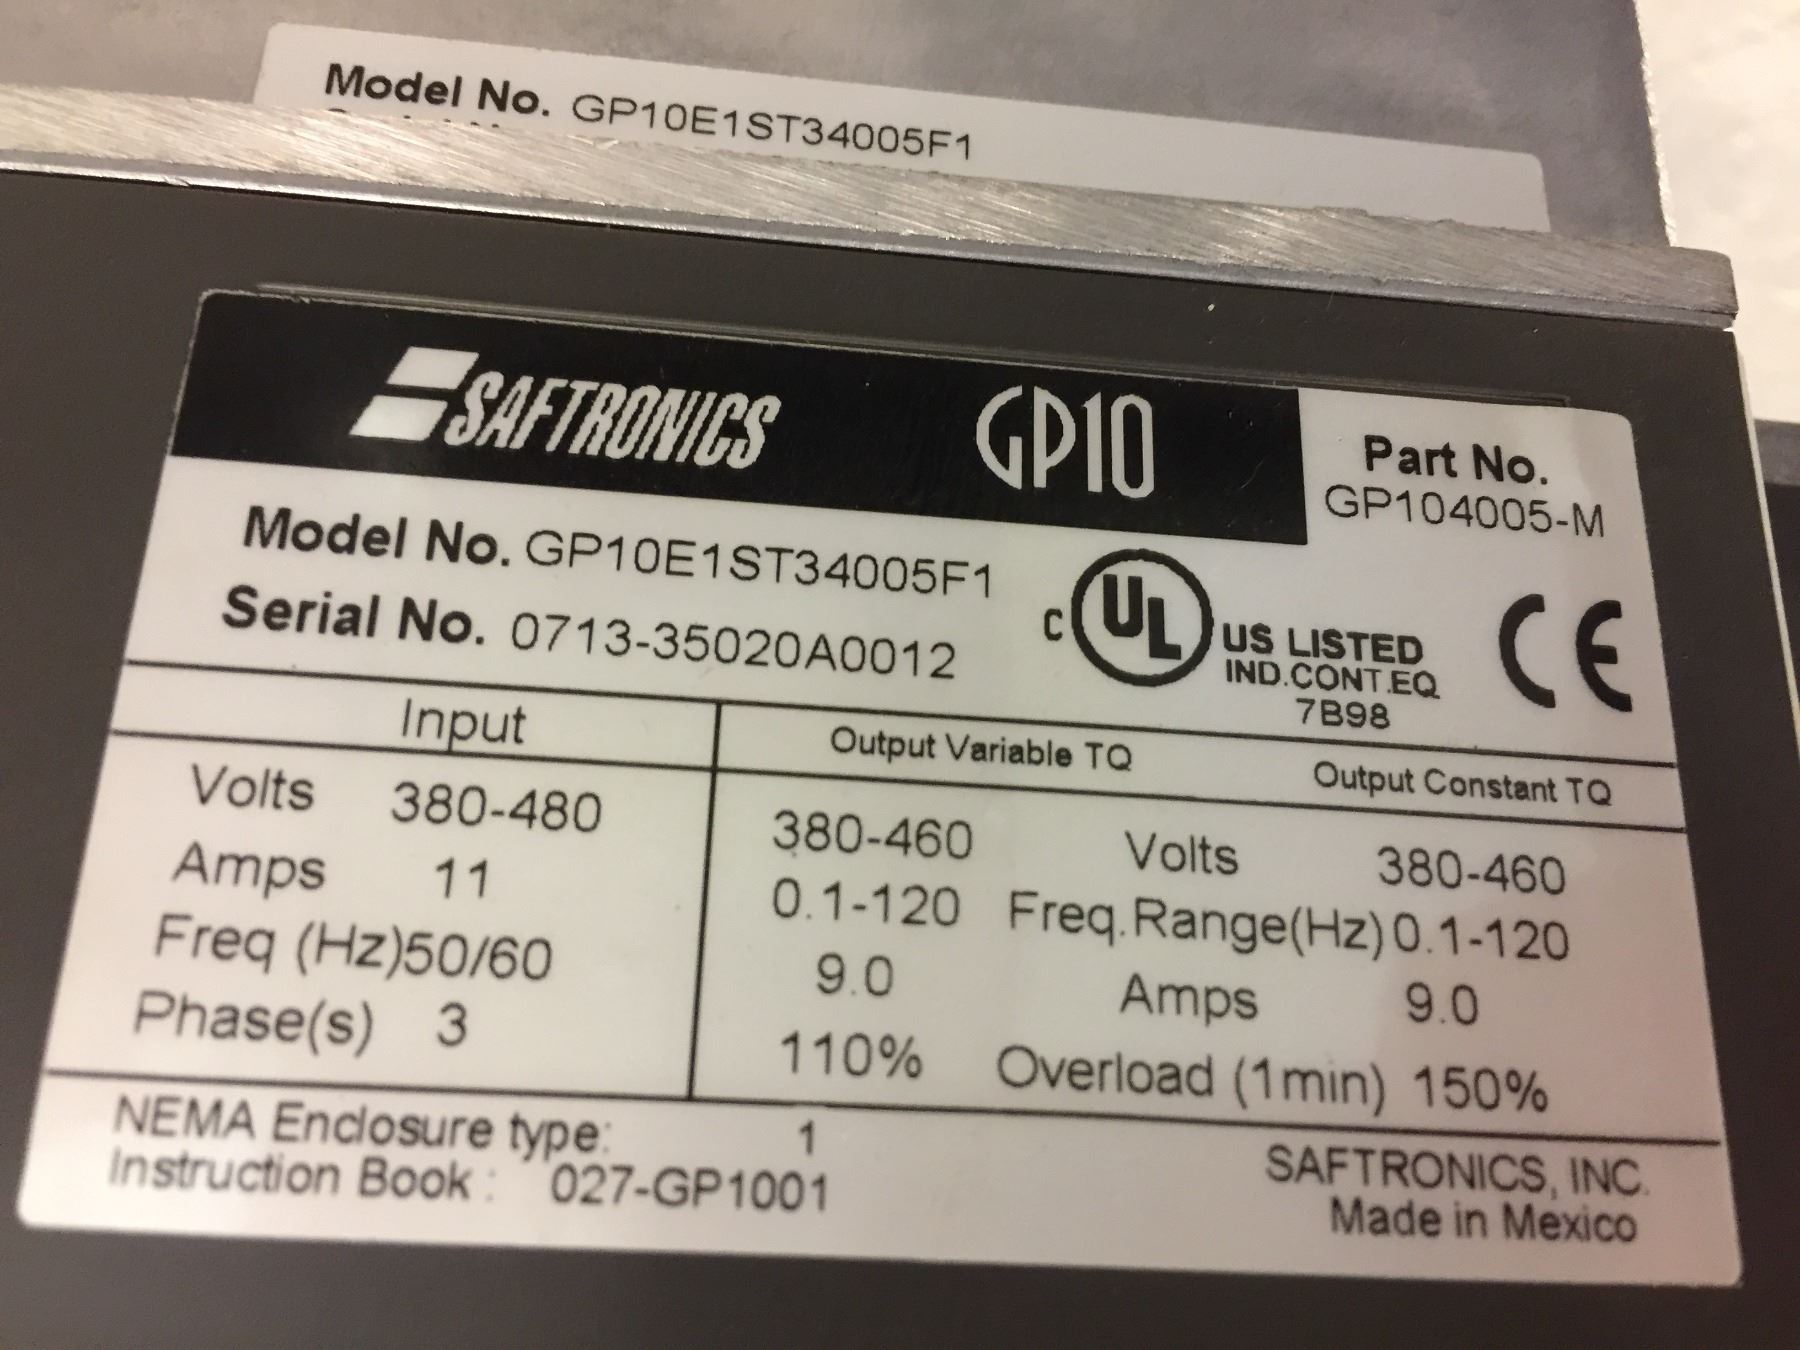 Model No. GP10E1ST34005F1
SAFTRONICS GP10
Part No.
GP104005-M
Model No. GP10E1ST34005F1
Serial No. 0713-35020A0012
C UL US LISTED
IND.CONT.EQ
7B98
CE
Input Output Variable TQ Output Constant TQ
Volts 380-480 380-460 Volts 380-460
Amps 11 0.1-120 Freq.Range(Hz) 0.1-120
Freq (Hz)50/60 9.0 Amps 9.0
Phase(s) 3 110% Overload (1min) 150%
NEMA Enclosure type: 1
Instruction Book : 027-GP1001
SAFTRONICS, INC.
Made in Mexico